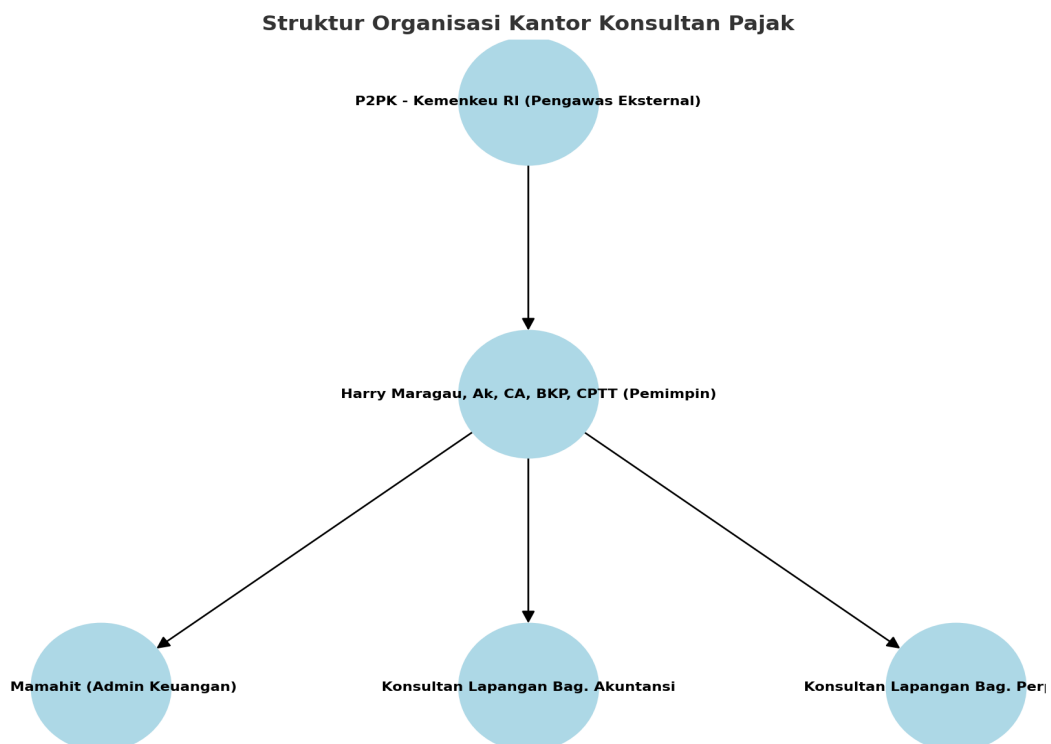 Struktur Organisasi Kantor Konsultan Pajak
P2PK - Kemenkeu RI (Pengawas Eksternal)
Harry Maragau, Ak, CA, BKP, CPTT (Pemimpin)
Mamahit (Admin Keuangan)
Konsultan Lapangan Bag. Akuntansi
Konsultan Lapangan Bag.